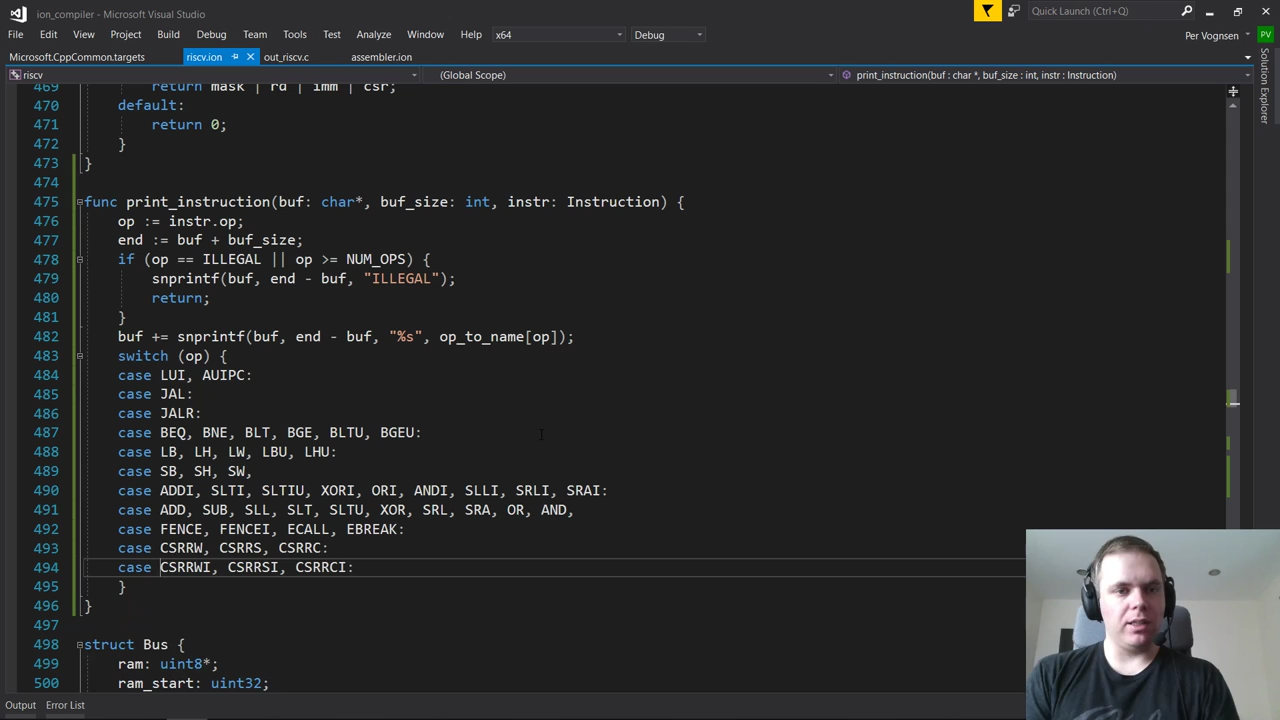 ion_compiler - Microsoft Visual Studio
Quick Launch (Ctrl+Q)
File Edit View Project Build Debug Team Tools Test Analyze Window Help x64 Debug
Per Vognsen PV
Microsoft.CppCommon.targets riscv.ion out_riscv.c assembler.ion
riscv (Global Scope) print_instruction(buf : char *, buf_size : int, instr : Instruction)
469 return mask | rd | imm | csr;
470 default:
471 return 0;
472 }
473 }
474
475 func print_instruction(buf: char*, buf_size: int, instr: Instruction) {
476 op := instr.op;
477 end := buf + buf_size;
478 if (op == ILLEGAL || op >= NUM_OPS) {
479 snprintf(buf, end - buf, "ILLEGAL");
480 return;
481 }
482 buf += snprintf(buf, end - buf, "%s", op_to_name[op]);
483 switch (op) {
484 case LUI, AUIPC:
485 case JAL:
486 case JALR:
487 case BEQ, BNE, BLT, BGE, BLTU, BGEU:
488 case LB, LH, LW, LBU, LHU:
489 case SB, SH, SW,
490 case ADDI, SLTI, SLTIU, XORI, ORI, ANDI, SLLI, SRLI, SRAI:
491 case ADD, SUB, SLL, SLT, SLTU, XOR, SRL, SRA, OR, AND,
492 case FENCE, FENCEI, ECALL, EBREAK:
493 case CSRRW, CSRRS, CSRRC:
494 case CSRRWI, CSRRSI, CSRRCI:
495 }
496 }
497
498 struct Bus {
499 ram: uint8*;
500 ram_start: uint32;
Solution Explorer
Output Error List